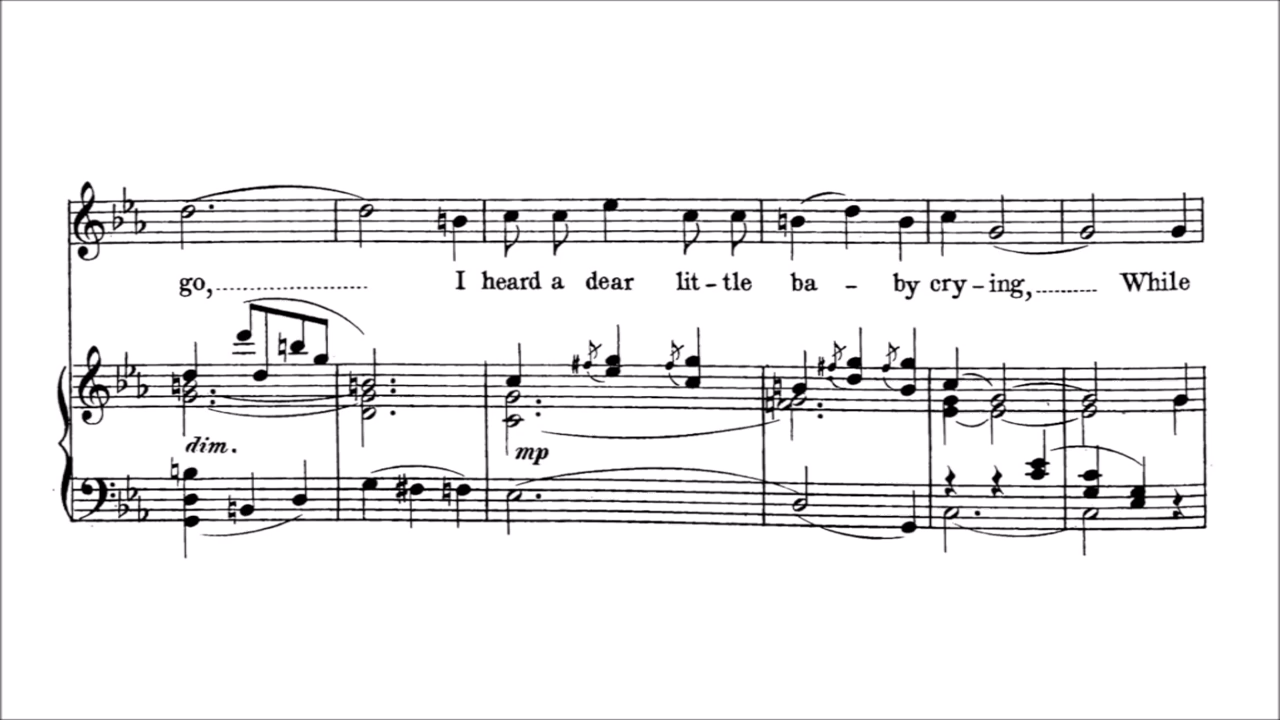 go,..................... I heard a dear lit-tle ba - by cry-ing,......... While
dim.
mp